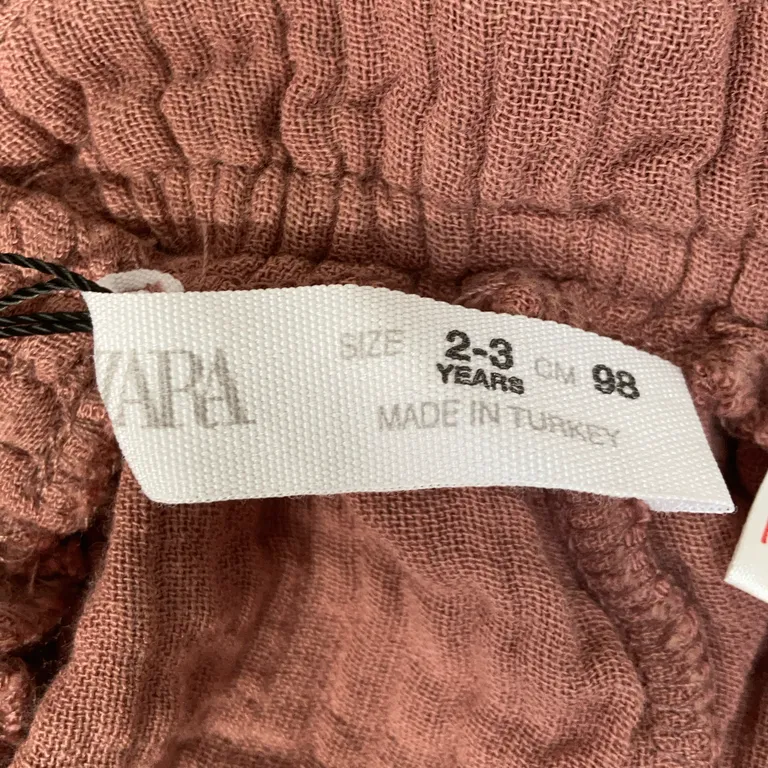 ZARA
SIZE 2-3 YEARS CM 98
MADE IN TURKEY